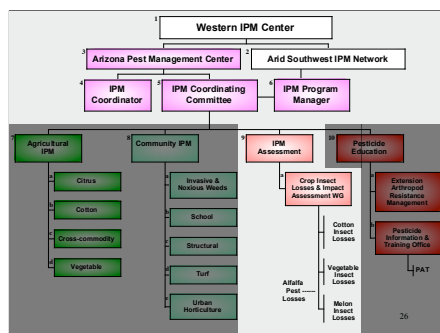 1
Western IPM Center
3
Arizona Pest Management Center
2
Arid Southwest IPM Network
4
IPM
Coordinator
5
IPM Coordinating
Committee
6
IPM Program
Manager
7
Agricultural
IPM
a
Citrus
b
Cotton
c
Cross-commodity
d
Vegetable
8
Community IPM
a
Invasive &
Noxious Weeds
b
School
c
Structural
d
Turf
e
Urban
Horticulture
9
IPM
Assessment
a
Crop Insect
Losses & Impact
Assessment WG
Cotton
Insect
Losses
Vegetable
Insect
Losses
Alfalfa
Pest
Losses
Melon
Insect
Losses
10
Pesticide
Education
a
Extension
Arthropod
Resistance
Management
b
Pesticide
Information &
Training Office
PAT
26